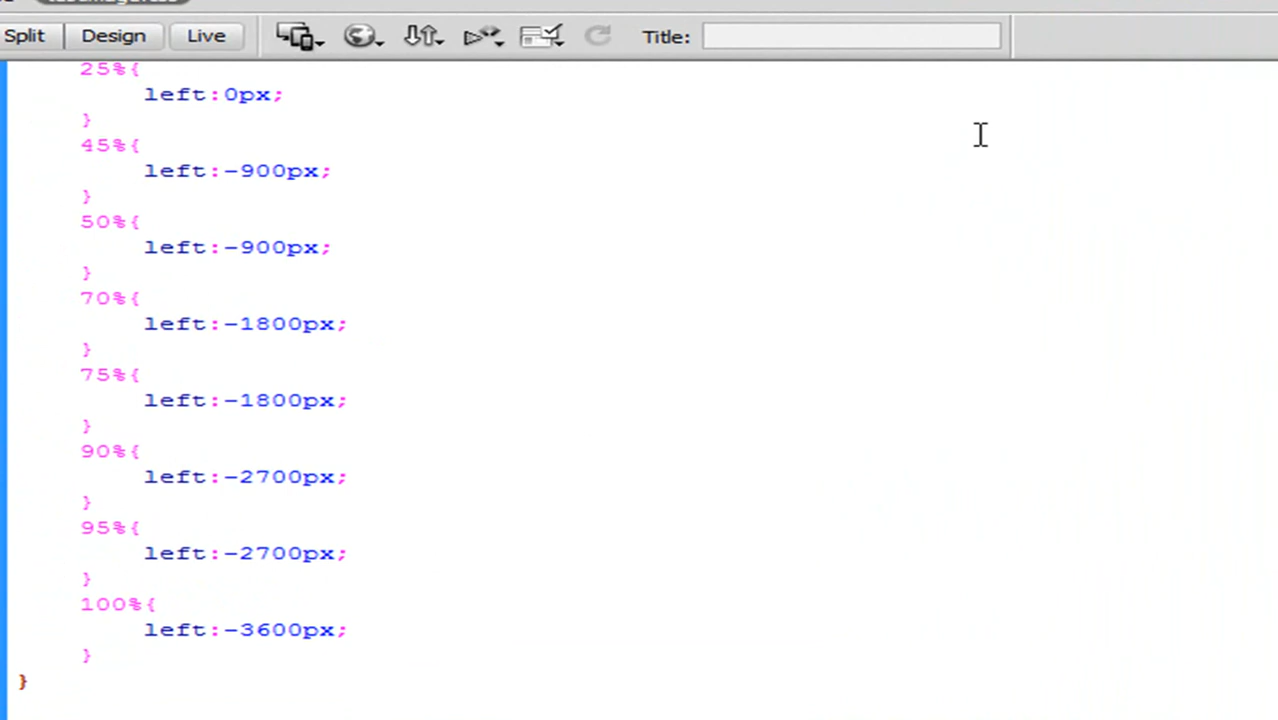 Split Design Live Title:
25%{
left:0px;
}
45%{
left:-900px;
}
50%{
left:-900px;
}
70%{
left:-1800px;
}
75%{
left:-1800px;
}
90%{
left:-2700px;
}
95%{
left:-2700px;
}
100%{
left:-3600px;
}
}